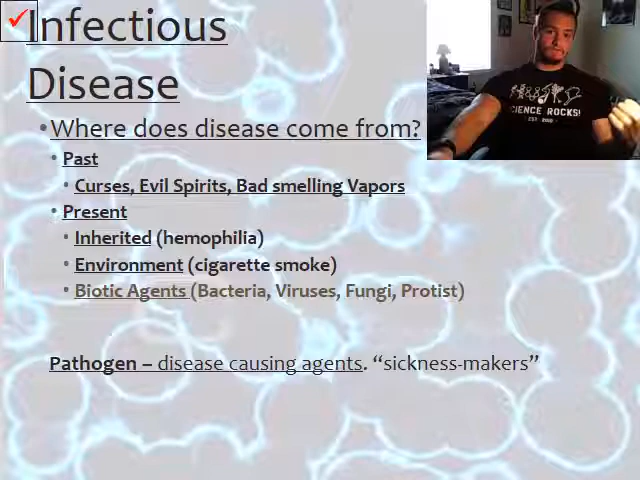 Infectious
Disease
•Where does disease come from?
• Past
• Curses, Evil Spirits, Bad smelling Vapors
• Present
• Inherited (hemophilia)
• Environment (cigarette smoke)
• Biotic Agents (Bacteria, Viruses, Fungi, Protist)
Pathogen – disease causing agents. “sickness-makers”
SCIENCE ROCKS!